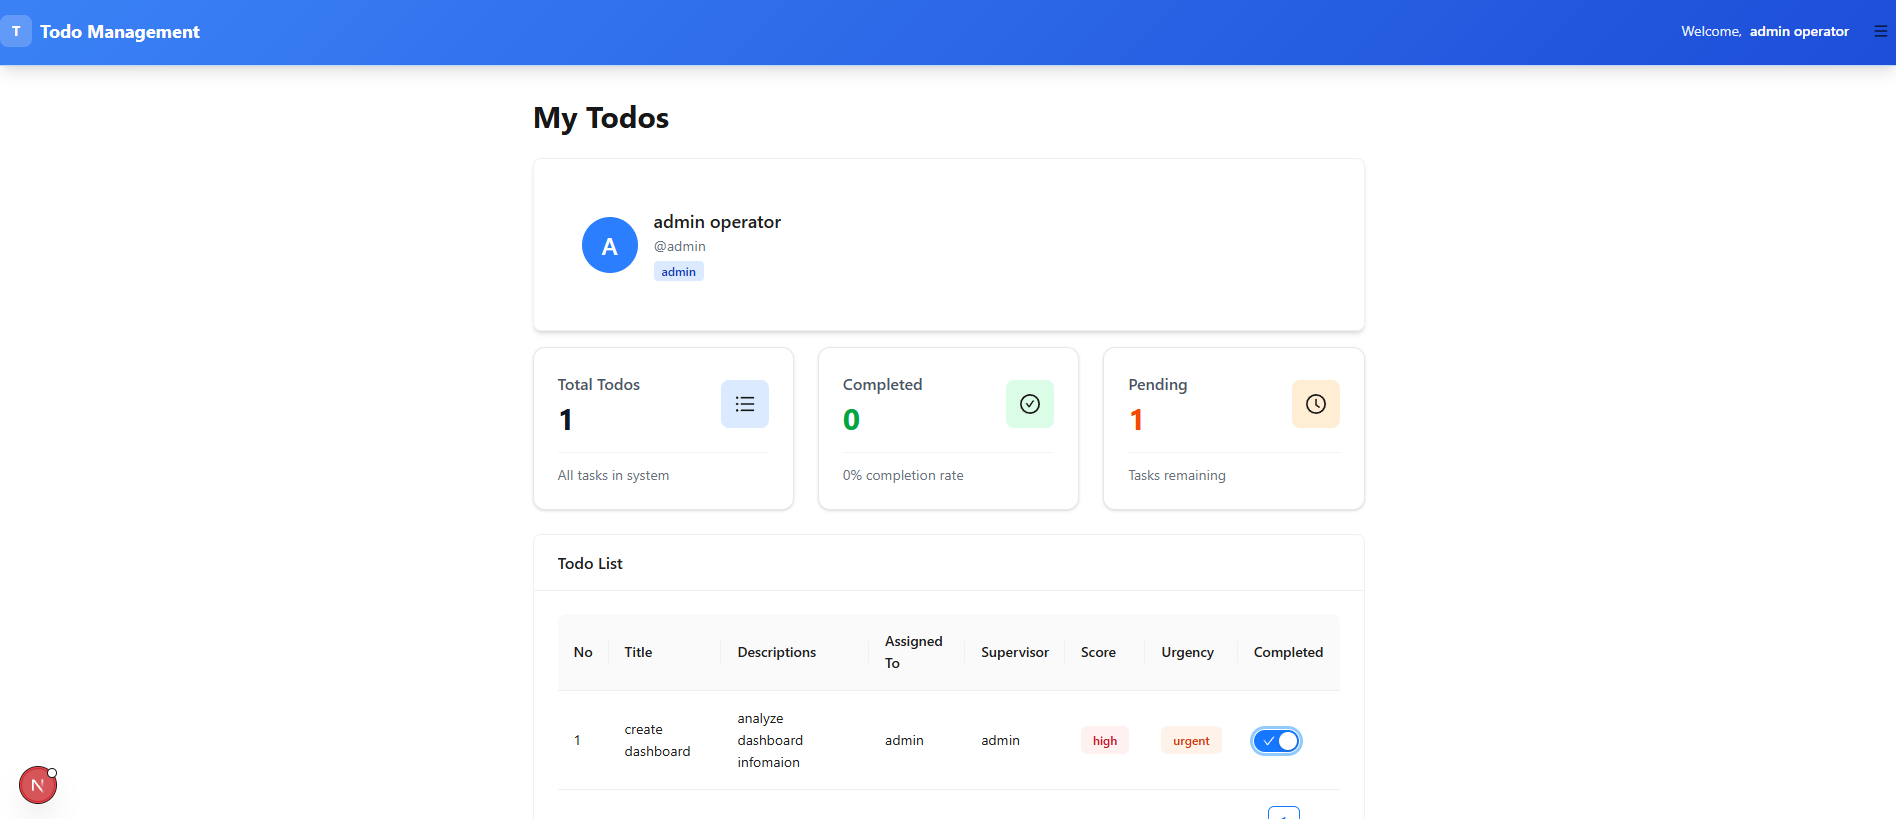 T Todo Management
Welcome, admin operator
My Todos
A
admin operator
@admin
admin
Total Todos
1
All tasks in system
Completed
0
0% completion rate
Pending
1
Tasks remaining
Todo List
No Title Descriptions Assigned To Supervisor Score Urgency Completed
1 create dashboard analyze dashboard infomaion admin admin high urgent
N